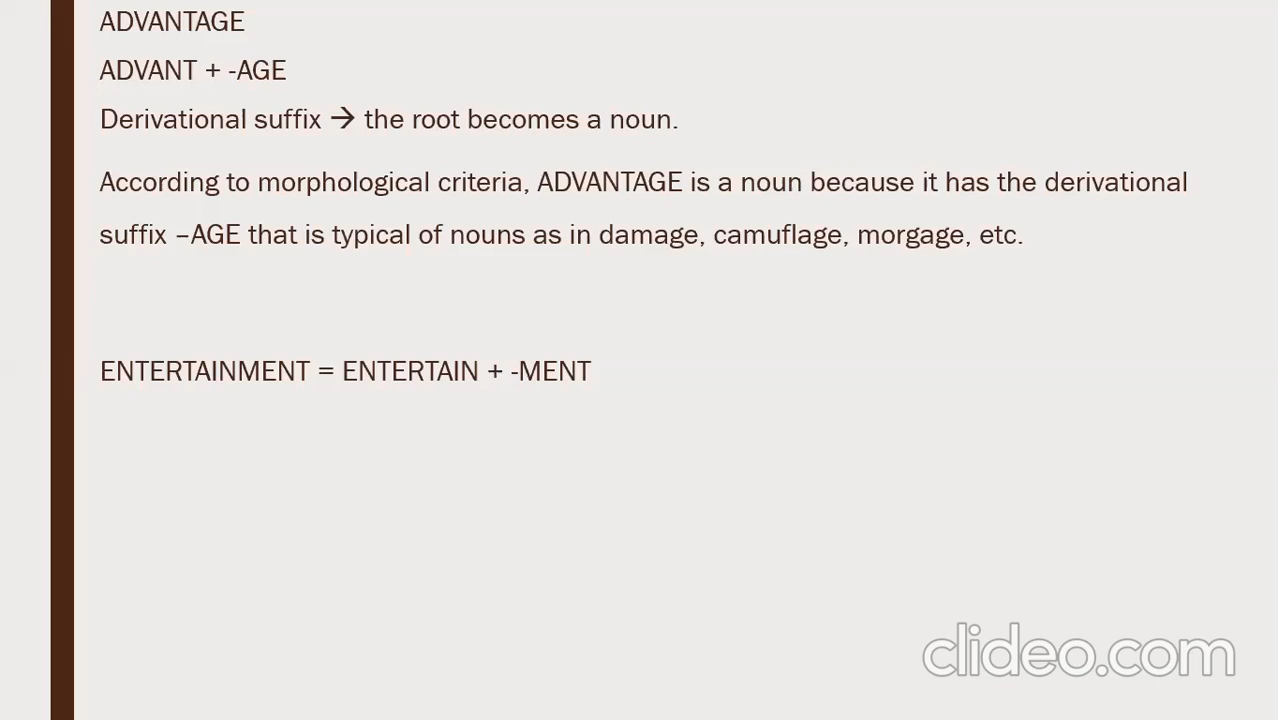 ADVANTAGE
ADVANT + -AGE
Derivational suffix → the root becomes a noun.
According to morphological criteria, ADVANTAGE is a noun because it has the derivational
suffix –AGE that is typical of nouns as in damage, camuflage, morgage, etc.
ENTERTAINMENT = ENTERTAIN + -MENT
clideo.com